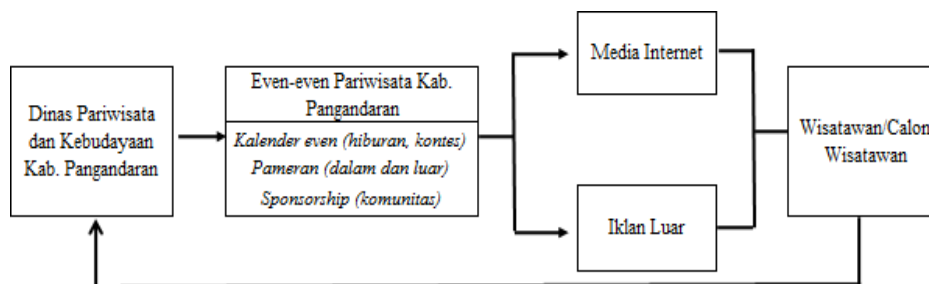 Dinas Pariwisata
dan Kebudayaan
Kab. Pangandaran
Even-even Pariwisata Kab.
Pangandaran
Kalender even (hiburan, kontes)
Pameran (dalam dan luar)
Sponsorship (komunitas)
Media Internet
Iklan Luar
Wisatawan/Calon
Wisatawan